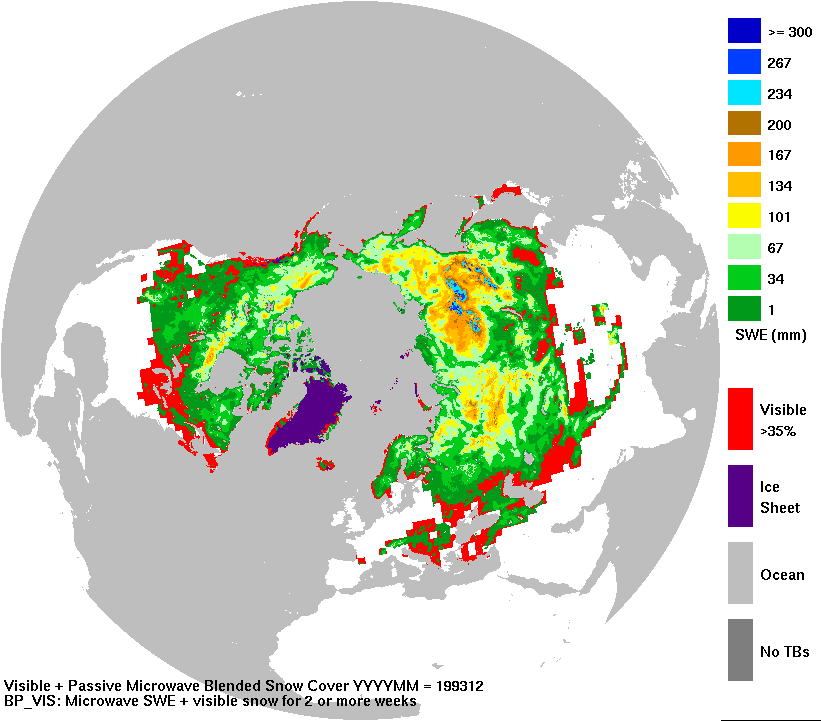 >= 300
267
234
200
167
134
101
67
34
1
SWE (mm)
Visible
>35%
Ice
Sheet
Ocean
No TBs
Visible + Passive Microwave Blended Snow Cover YYYYMM = 199312
BP_VIS: Microwave SWE + visible snow for 2 or more weeks